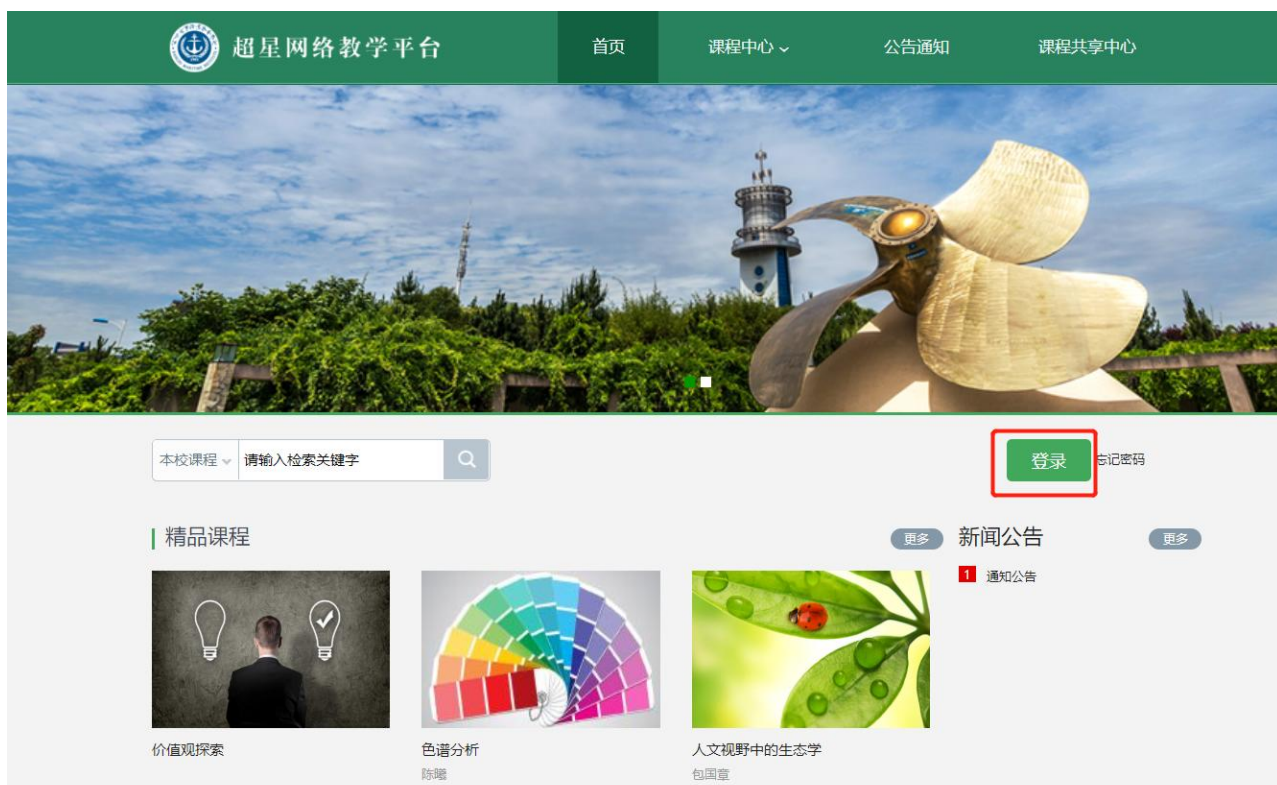 超星网络教学平台
首页
课程中心
公告通知
课程共享中心
本校课程
请输入检索关键字
登录
忘记密码
精品课程
更多
新闻公告
更多
1 通知公告
价值观探索
色谱分析
人文视野中的生态学
陈曦
包国章